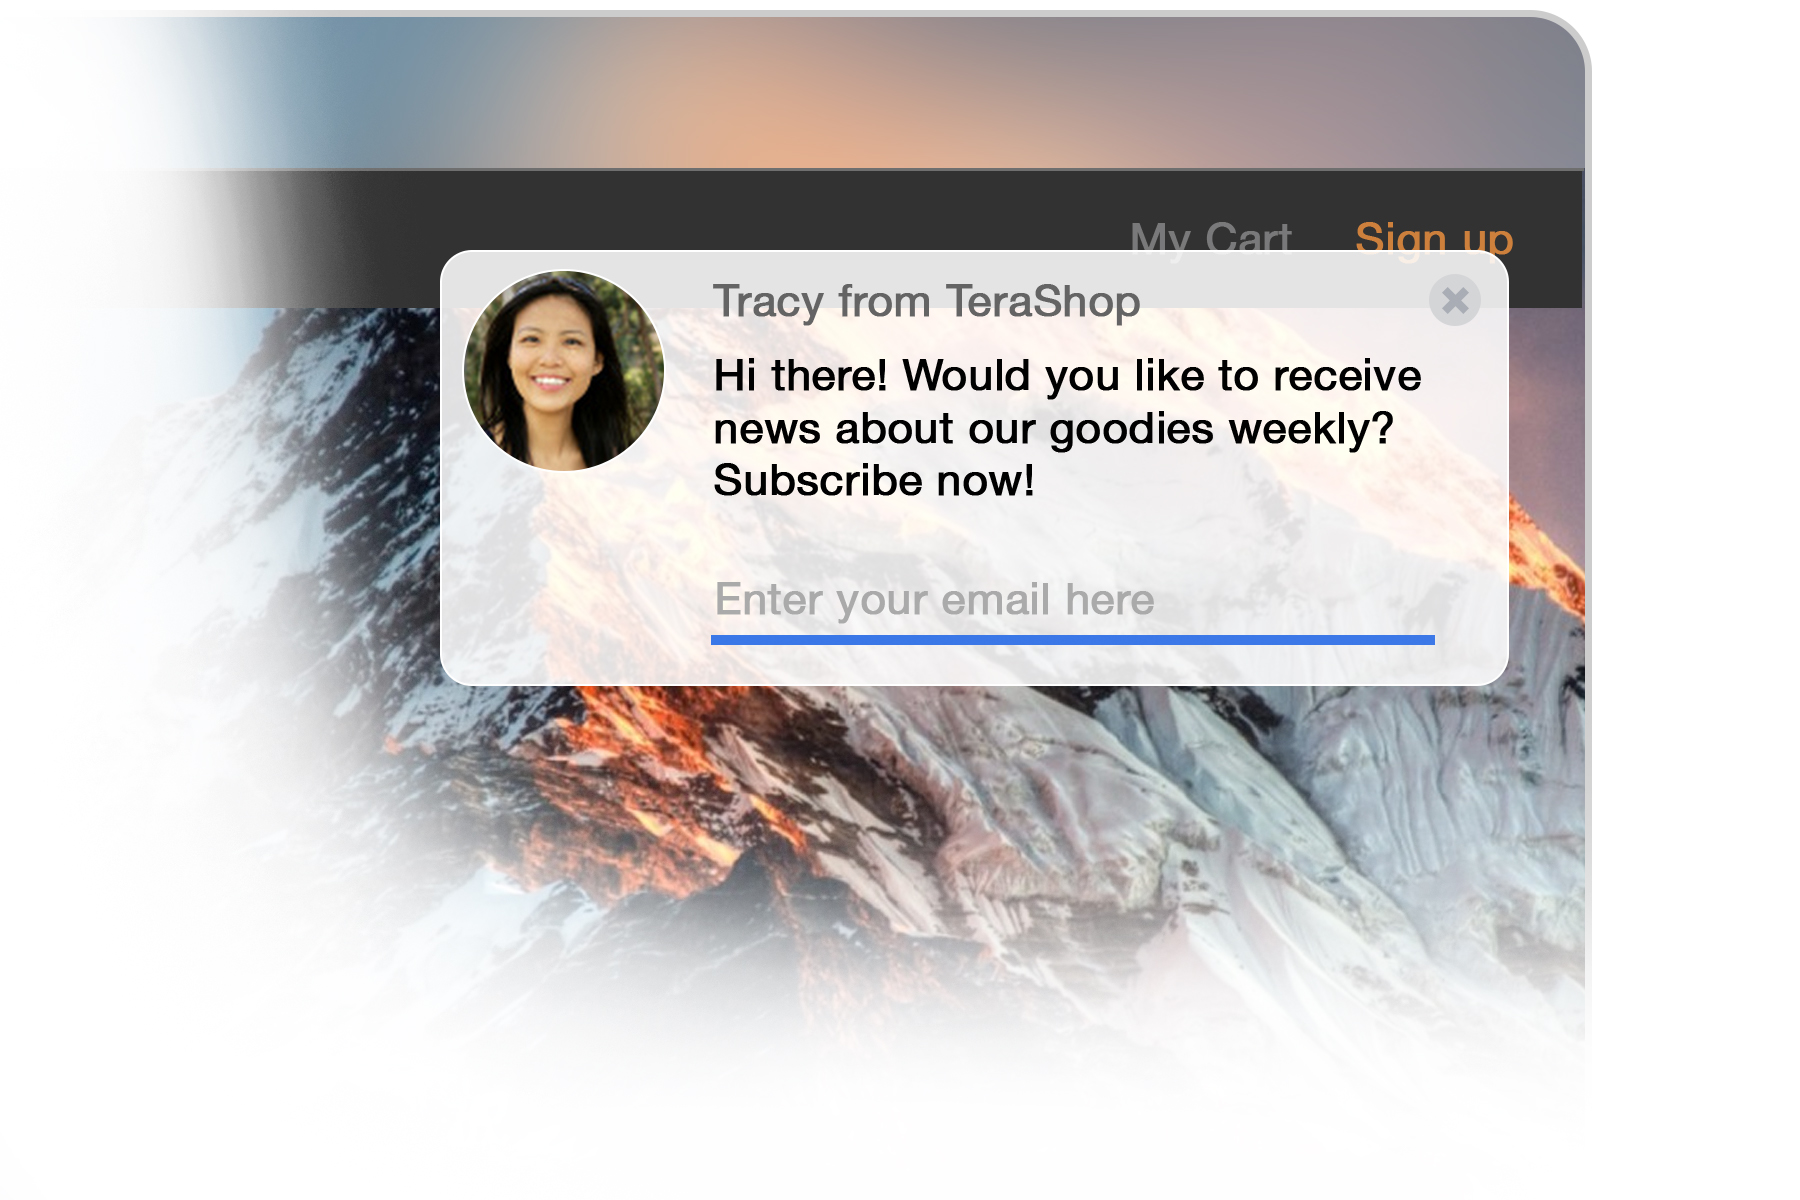 My Cart Sign up
Tracy from TeraShop
Hi there! Would you like to receive
news about our goodies weekly?
Subscribe now!
Enter your email here